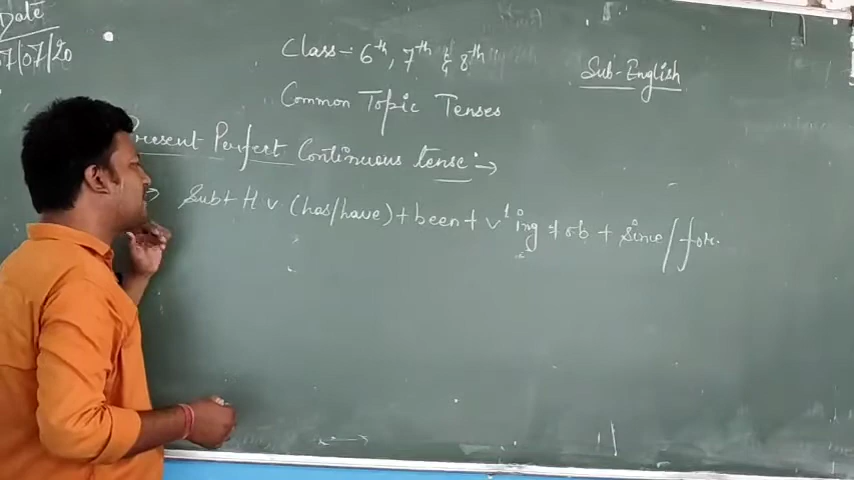 Date
7/07/20
Class - 6th, 7th & 8th
Sub - English
Common Topic Tenses
Present Perfect Continuous tense :→
→ Sub + H v (has/have) + been + v1 ing + ob + since/for.